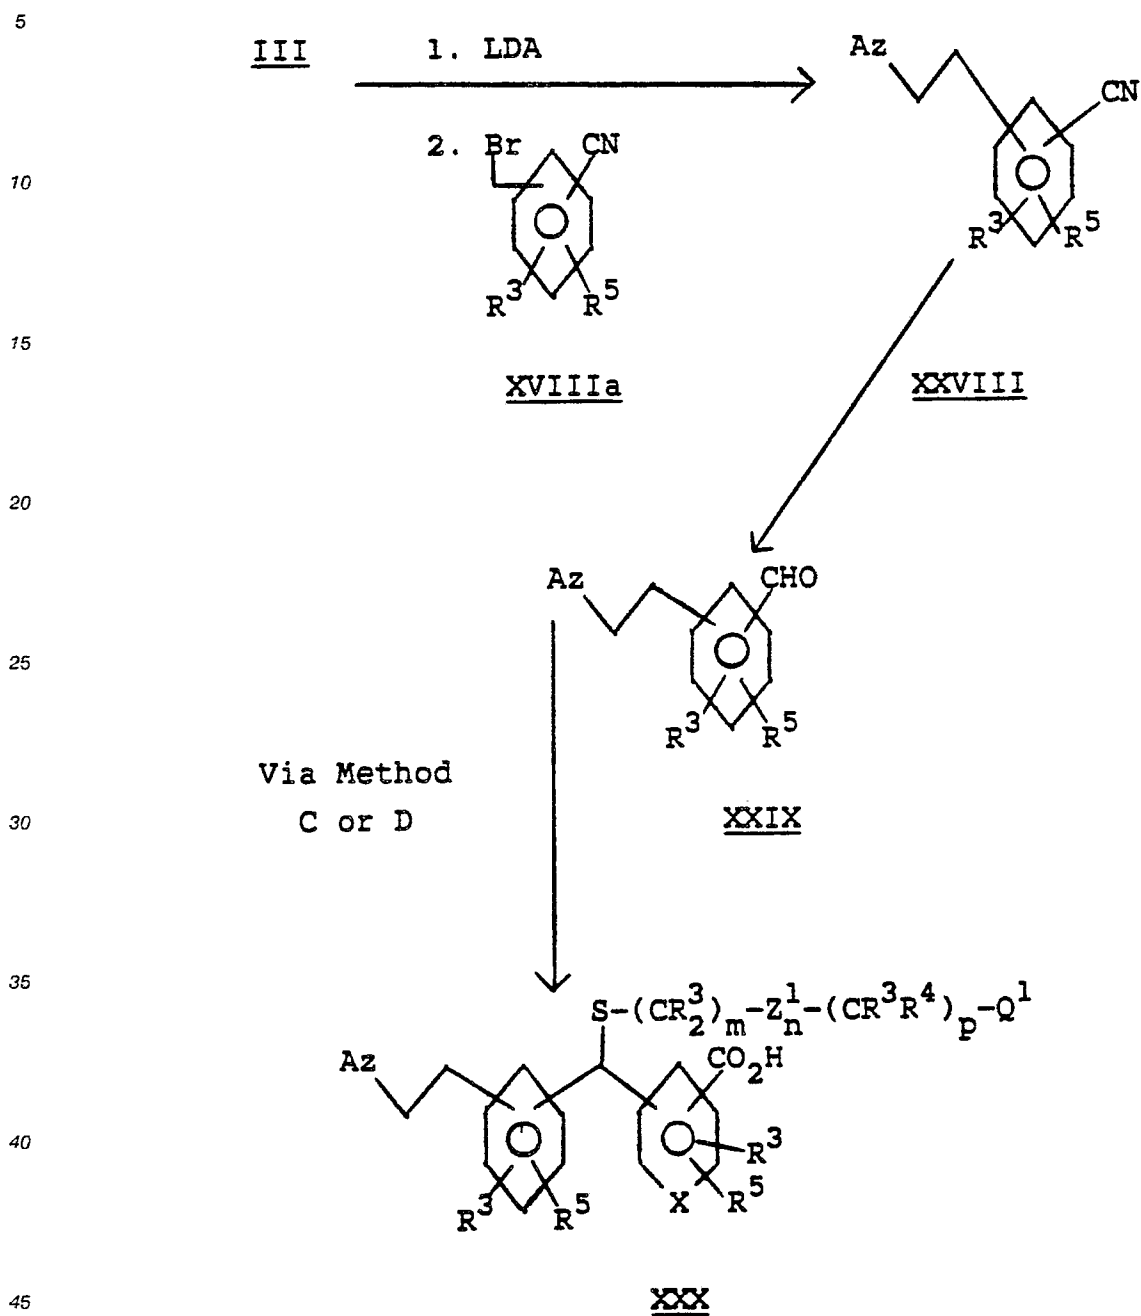 5
III 1. LDA
Az
CN
2. Br CN
10
R³ R⁵
R³ R⁵
15
XVIIIa XXVIII
20
Az CHO
25
R³ R⁵
Via Method
C or D
30
XXIX
35
S-(CR³₂)ₘ-Z¹ₙ-(CR³R⁴)ₚ-Q¹
Az CO₂H
40
R³
R³ R⁵ X R⁵
45
XXX